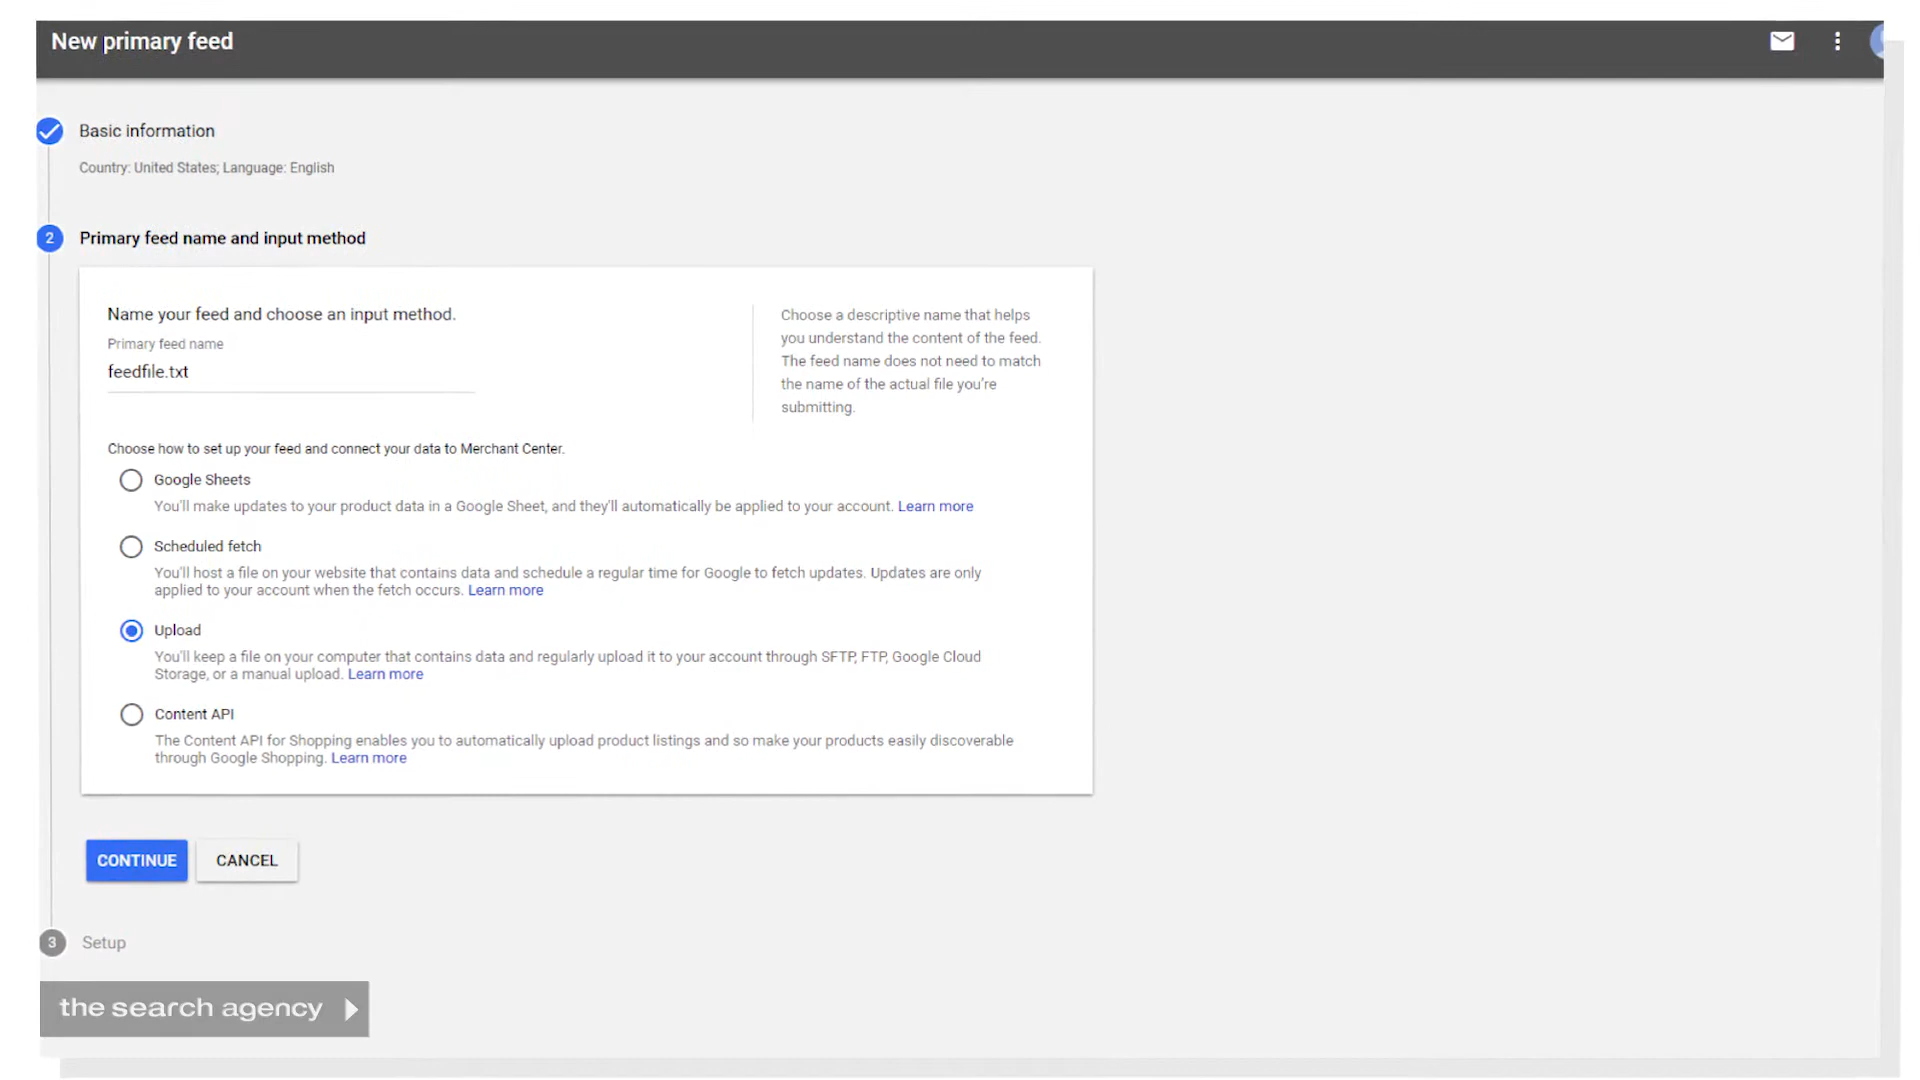 New primary feed
Basic information
Country: United States; Language: English
2
Primary feed name and input method
Name your feed and choose an input method.
Primary feed name
feedfile.txt
Choose a descriptive name that helps
you understand the content of the feed.
The feed name does not need to match
the name of the actual file you're
submitting.
Choose how to set up your feed and connect your data to Merchant Center.
Google Sheets
You'll make updates to your product data in a Google Sheet, and they'll automatically be applied to your account. Learn more
Scheduled fetch
You'll host a file on your website that contains data and schedule a regular time for Google to fetch updates. Updates are only
applied to your account when the fetch occurs. Learn more
Upload
You'll keep a file on your computer that contains data and regularly upload it to your account through SFTP, FTP, Google Cloud
Storage, or a manual upload. Learn more
Content API
The Content API for Shopping enables you to automatically upload product listings and so make your products easily discoverable
through Google Shopping. Learn more
CONTINUE CANCEL
3
Setup
the search agency